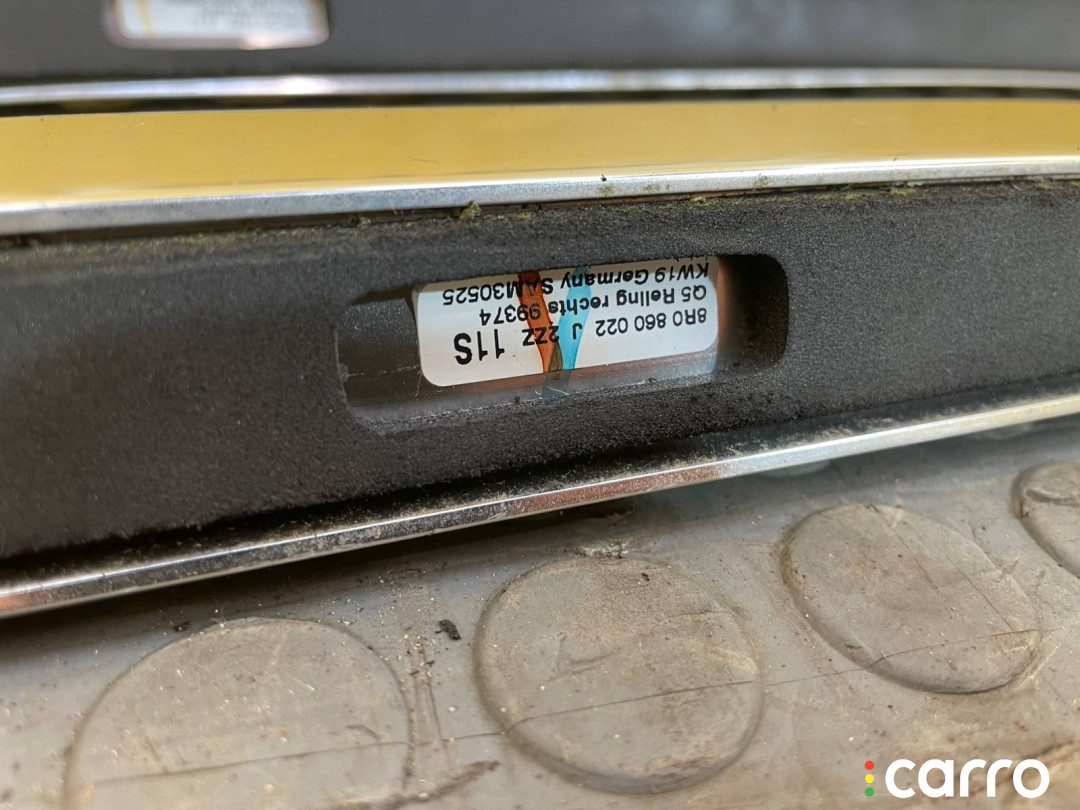 8R0 860 022 J 2ZZ 11S
Q5 Reling rechts 99374
KW19 Germany SAM30525
carro